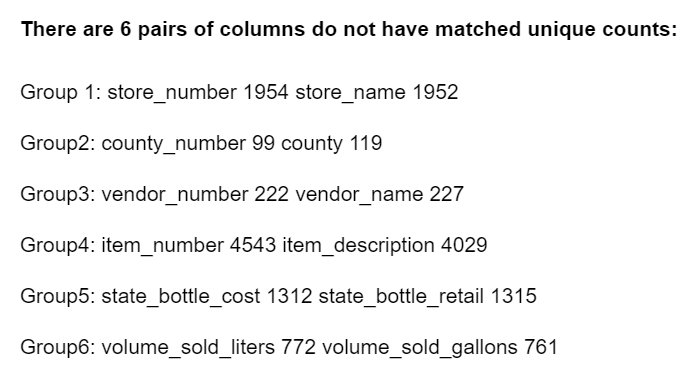 There are 6 pairs of columns do not have matched unique counts:
Group 1: store_number 1954 store_name 1952
Group2: county_number 99 county 119
Group3: vendor_number 222 vendor_name 227
Group4: item_number 4543 item_description 4029
Group5: state_bottle_cost 1312 state_bottle_retail 1315
Group6: volume_sold_liters 772 volume_sold_gallons 761